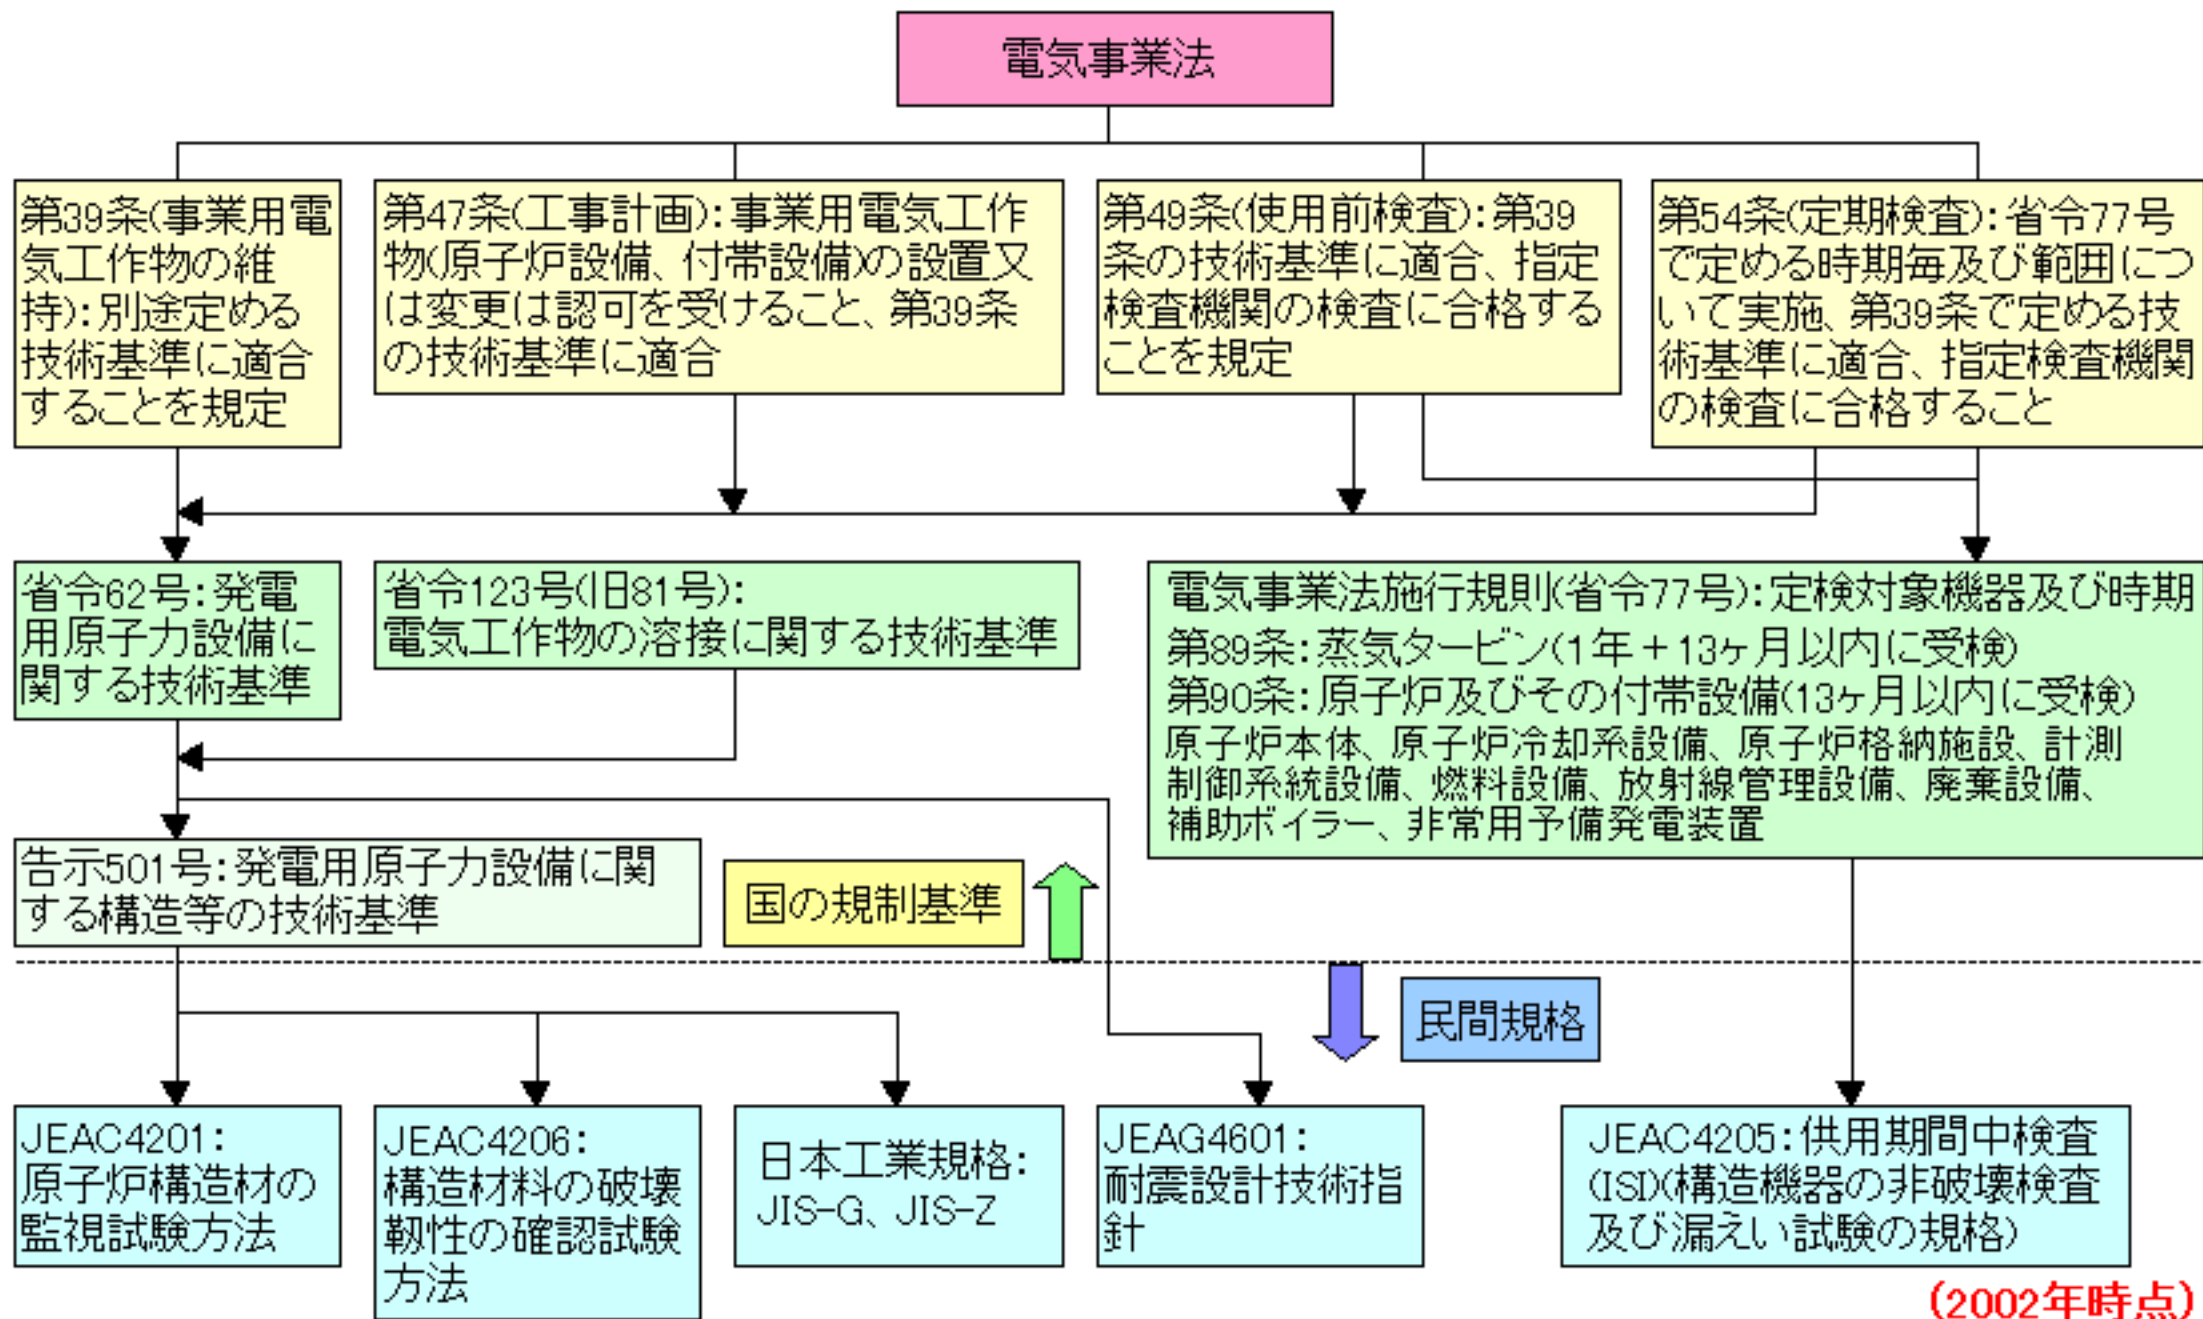 電気事業法
第39条(事業用電
気工作物の維
持):別途定める
技術基準に適合
することを規定
第47条(工事計画):事業用電気工作
物(原子炉設備、付帯設備)の設置又
は変更は認可を受けること、第39条
の技術基準に適合
第49条(使用前検査):第39
条の技術基準に適合、指定
検査機関の検査に合格する
ことを規定
第54条(定期検査):省令77号
で定める時期毎及び範囲につ
いて実施、第39条で定める技
術基準に適合、指定検査機関
の検査に合格すること
省令62号:発電
用原子力設備に
関する技術基準
省令123号(旧81号):
電気工作物の溶接に関する技術基準
電気事業法施行規則(省令77号):定検対象機器及び時期
第89条:蒸気タービン(1年+13ヶ月以内に受検)
第90条:原子炉及びその付帯設備(13ヶ月以内に受検)
原子炉本体、原子炉冷却系設備、原子炉格納施設、計測
制御系統設備、燃料設備、放射線管理設備、廃棄設備、
補助ボイラー、非常用予備発電装置
告示501号:発電用原子力設備に関
する構造等の技術基準
国の規制基準
民間規格
JEAC4201:
原子炉構造材の
監視試験方法
JEAC4206:
構造材料の破壊
靭性の確認試験
方法
日本工業規格:
JIS-G、JIS-Z
JEAG4601:
耐震設計技術指
針
JEAC4205:供用期間中検査
(ISI)(構造機器の非破壊検査
及び漏えい試験の規格)
(2002年時点)